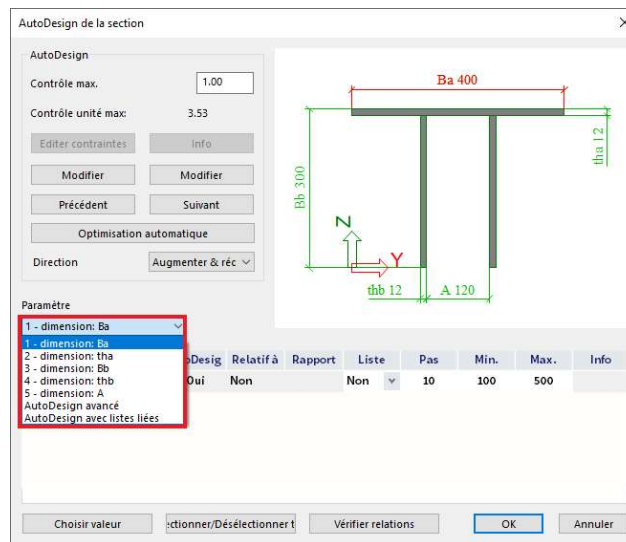 AutoDesign de la section
AutoDesign
Contrôle max. 1.00
Contrôle unité max: 3.53
Editer contraintes Info
Modifier Modifier
Précédent Suivant
Optimisation automatique
Direction Augmenter & réc
Ba 400
tha 12
Bb 300
Z
Y
thb 12 A 120
Paramètre
1 - dimension: Ba
1 - dimension: Ba
2 - dimension: tha
3 - dimension: Bb
4 - dimension: thb
5 - dimension: A
AutoDesign avancé
AutoDesign avec listes liées
oDesig Relatif à Rapport Liste Pas Min. Max. Info
Oui Non Non 10 100 500
Choisir valeur :ctionner/Désélectionner t Vérifier relations OK Annuler